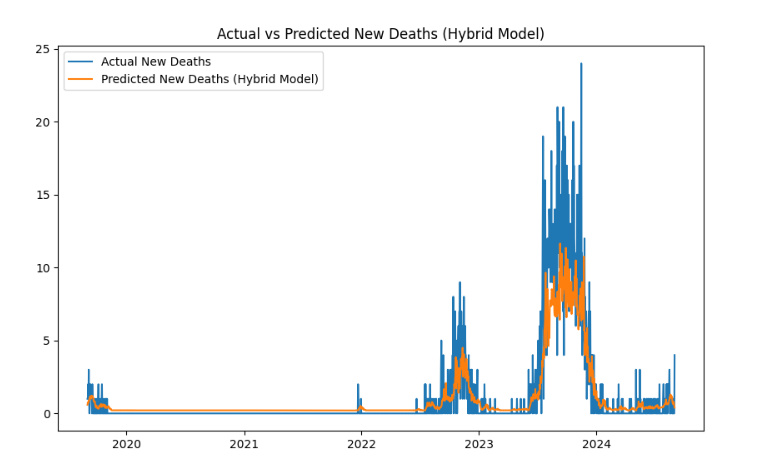 Actual vs Predicted New Deaths (Hybrid Model)
Actual New Deaths
Predicted New Deaths (Hybrid Model)
25
20
15
10
5
0
2020 2021 2022 2023 2024